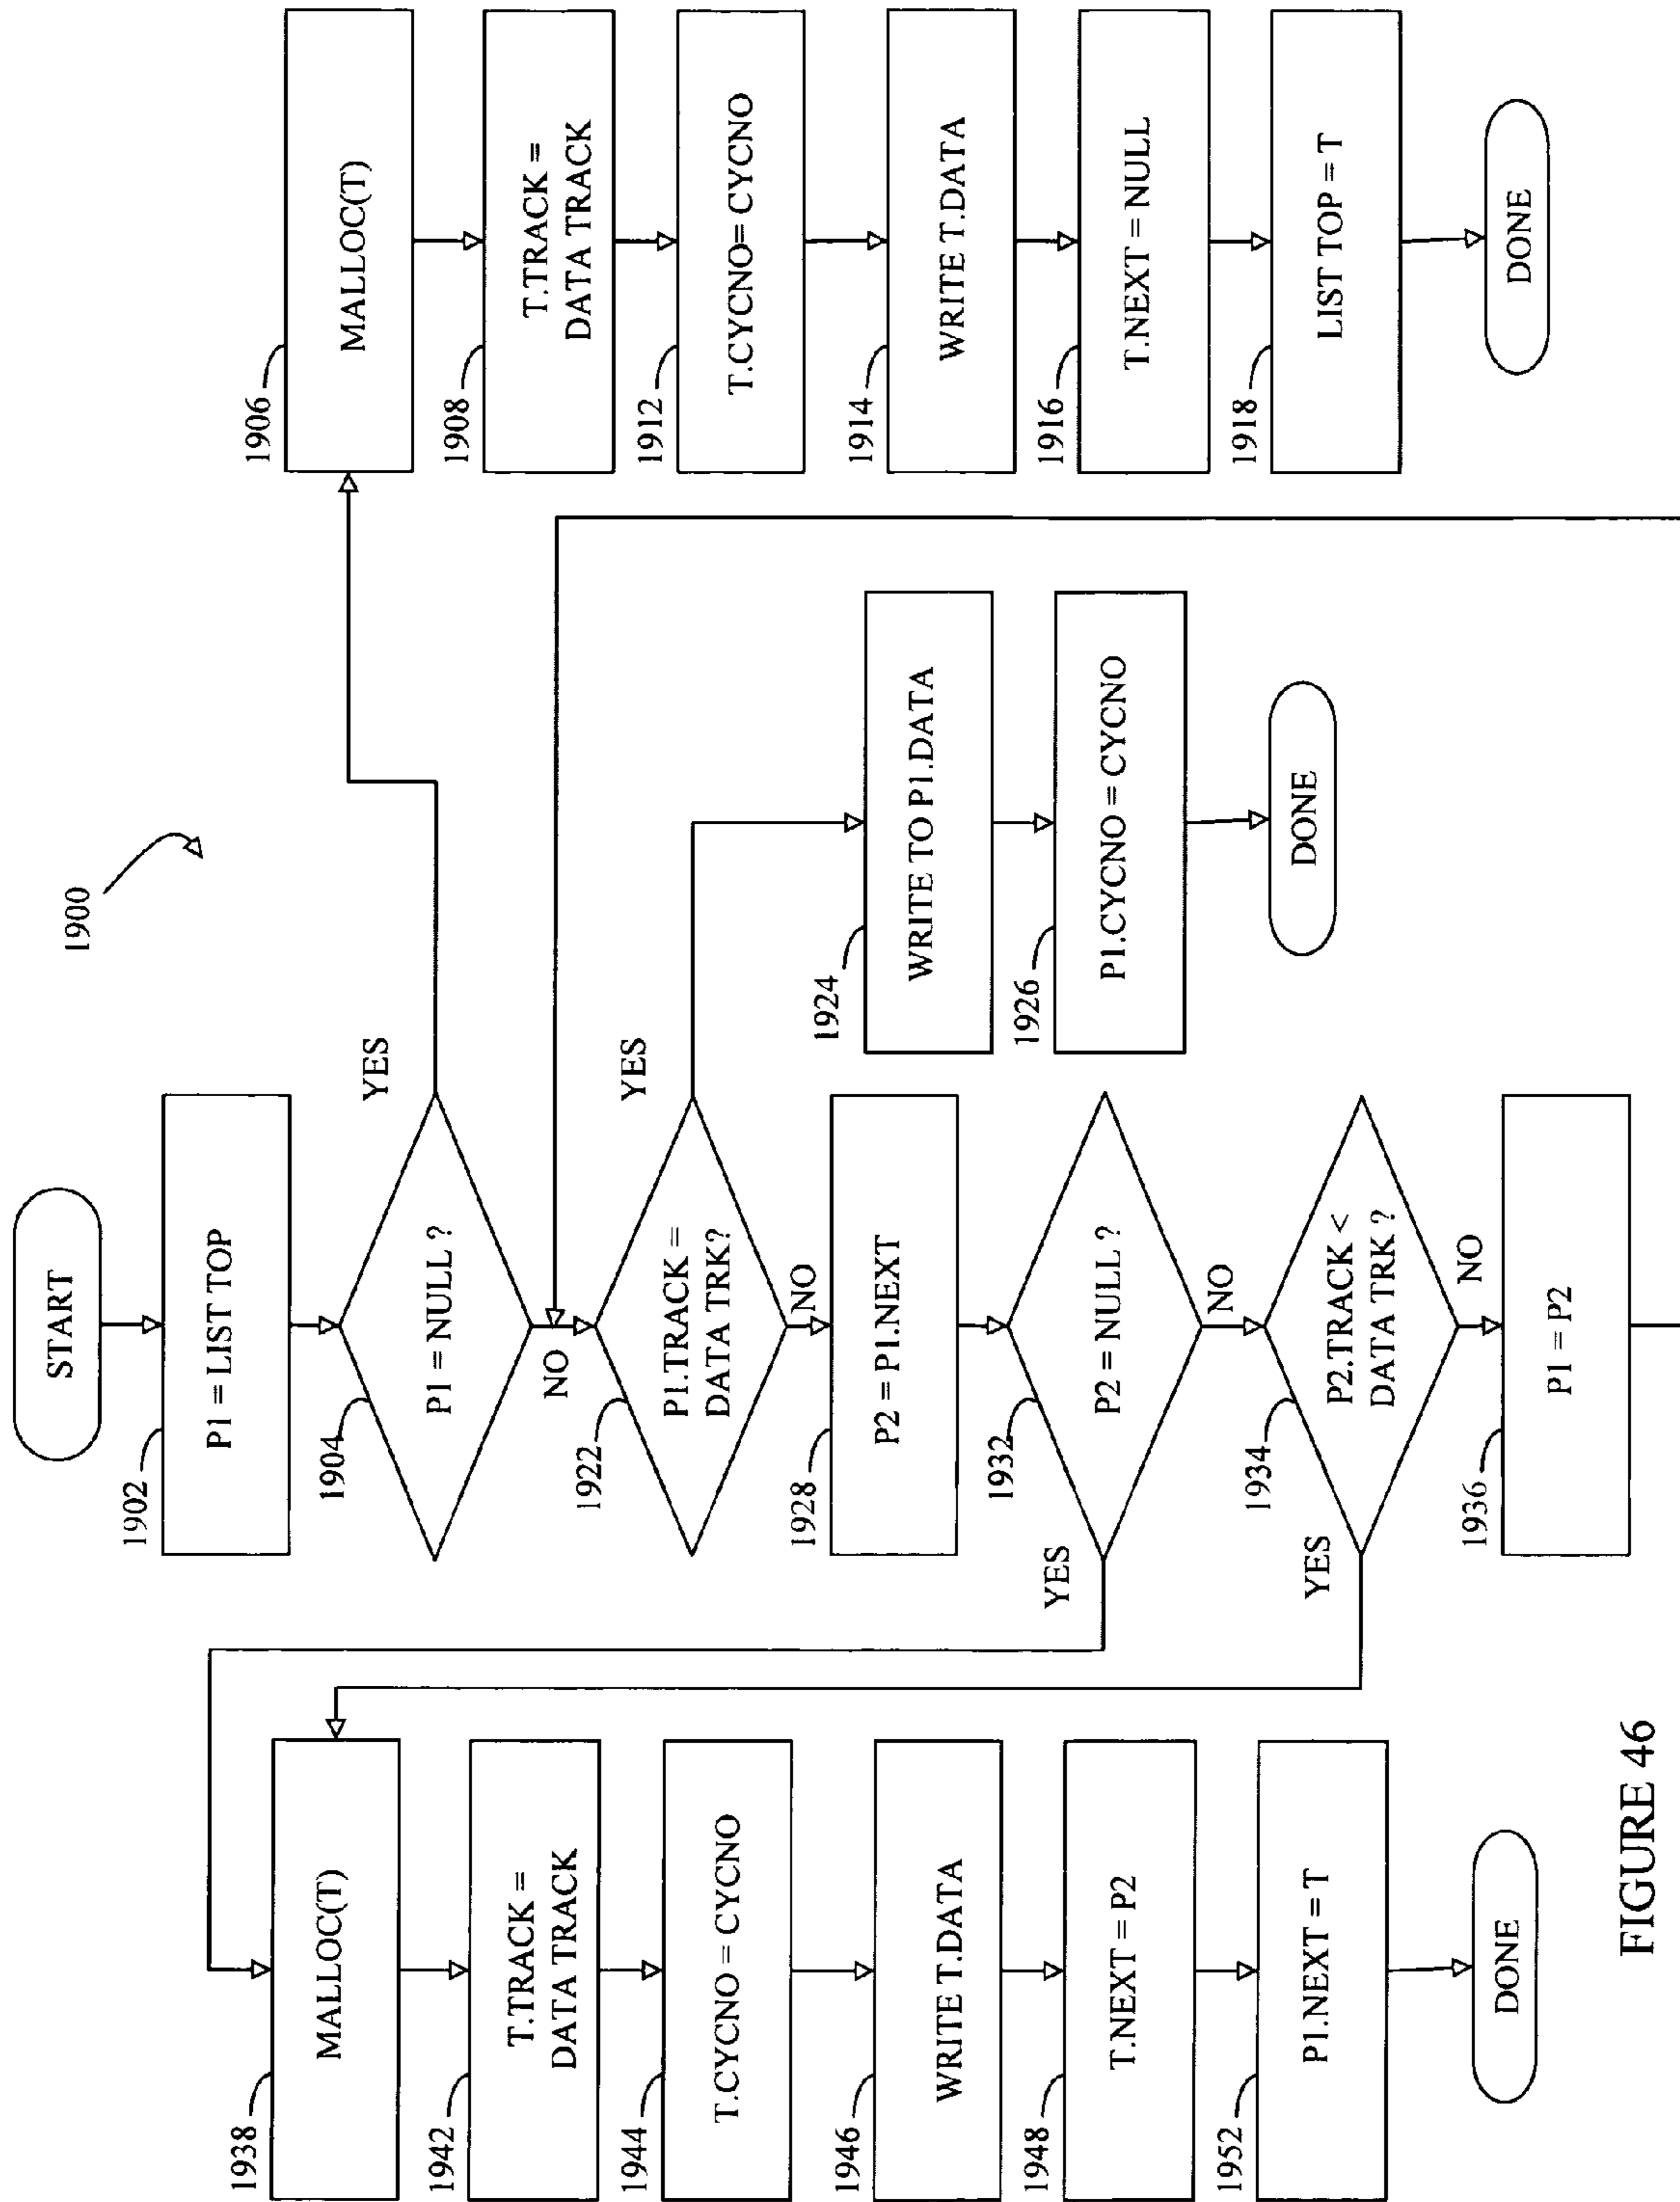 1900
START
1902
P1 = LIST TOP
1904
P1 = NULL ?
YES
NO
1906
MALLOC(T)
1908
T.TRACK =
DATA TRACK
1912
T.CYCNO= CYCNO
1914
WRITE T.DATA
1916
T.NEXT = NULL
1918
LIST TOP = T
DONE
1922
P1.TRACK =
DATA TRK?
YES
NO
1924
WRITE TO P1.DATA
1926
P1.CYCNO = CYCNO
DONE
1928
P2 = P1.NEXT
1932
P2 = NULL ?
YES
NO
1934
P2.TRACK <
DATA TRK ?
YES
NO
1936
P1 = P2
1938
MALLOC(T)
1942
T.TRACK =
DATA TRACK
1944
T.CYCNO = CYCNO
1946
WRITE T.DATA
1948
T.NEXT = P2
1952
P1.NEXT = T
DONE
FIGURE 46